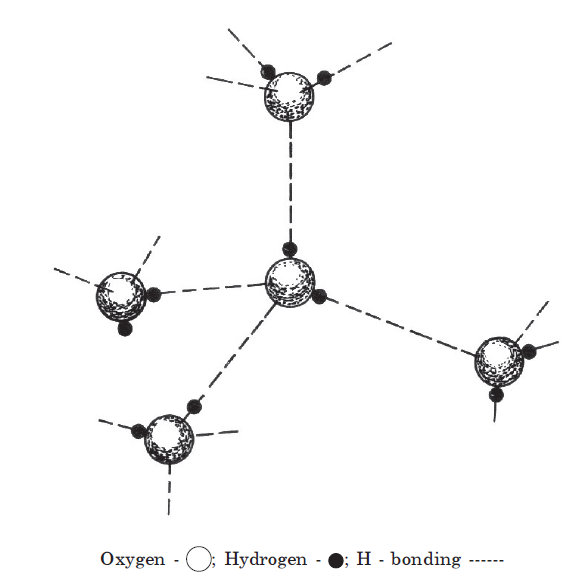 Oxygen - ; Hydrogen - ; H - bonding ------